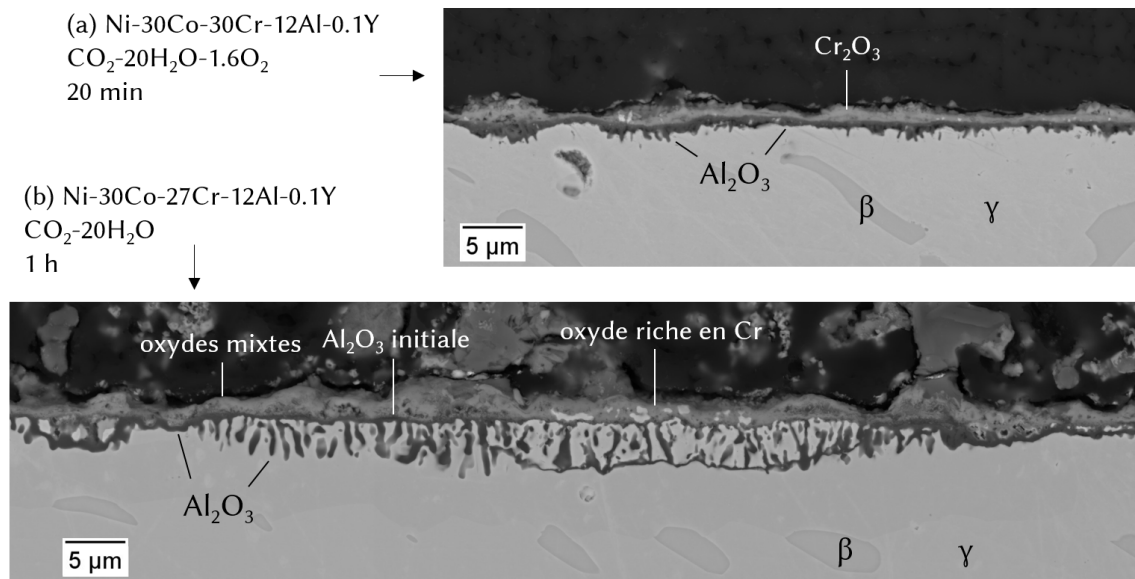 (a) Ni-30Co-30Cr-12Al-0.1Y
CO₂-20H₂O-1.6O₂
20 min
Cr₂O₃
Al₂O₃
β
γ
5 µm
(b) Ni-30Co-27Cr-12Al-0.1Y
CO₂-20H₂O
1 h
oxydes mixtes
Al₂O₃ initiale
oxyde riche en Cr
Al₂O₃
β
γ
5 µm